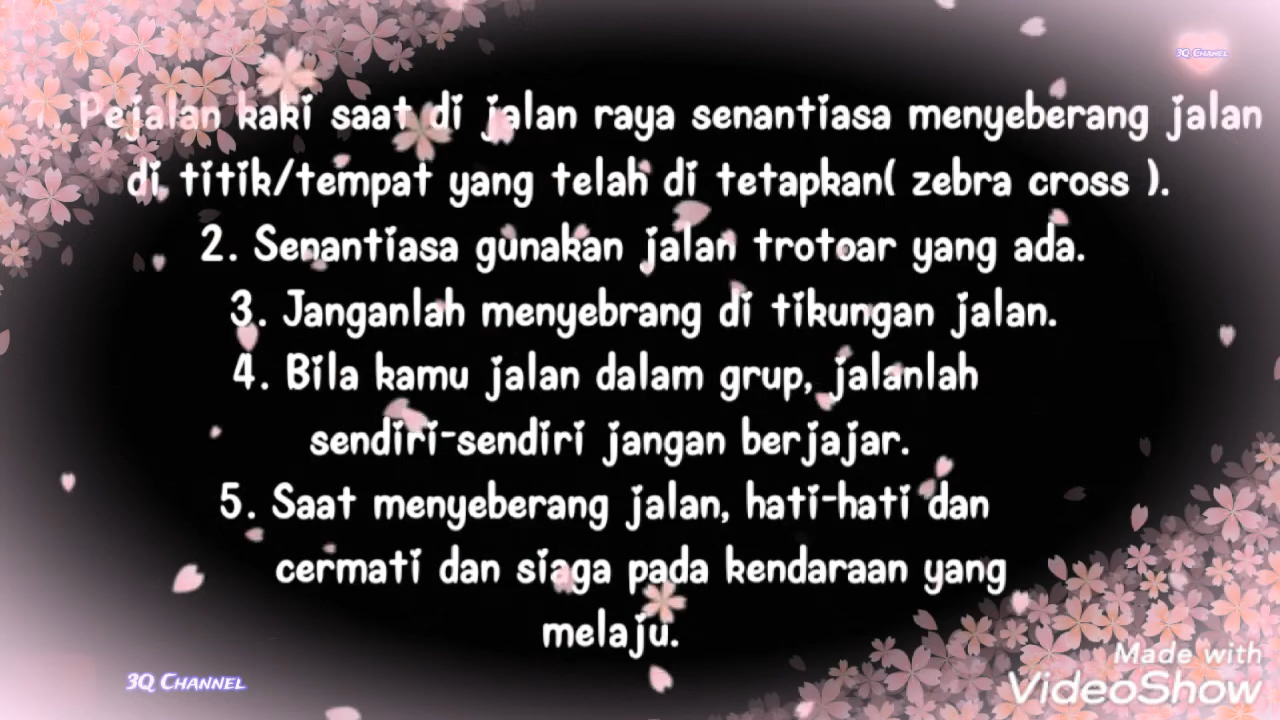 3Q Chanel
Pejalan kaki saat di jalan raya senantiasa menyeberang jalan
di titik/tempat yang telah di tetapkan( zebra cross ).
2. Senantiasa gunakan jalan trotoar yang ada.
3. Janganlah menyebrang di tikungan jalan.
4. Bila kamu jalan dalam grup, jalanlah
sendiri-sendiri jangan berjajar.
5. Saat menyeberang jalan, hati-hati dan
cermati dan siaga pada kendaraan yang
melaju.
3Q CHANNEL
Made with
VideoShow